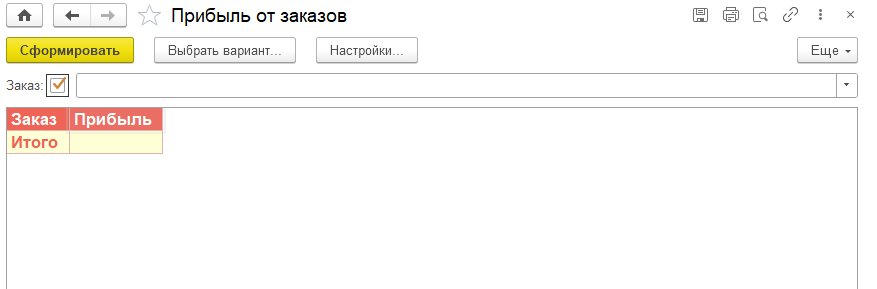 Прибыль от заказов
Сформировать Выбрать вариант... Настройки... Еще
Заказ:
Заказ Прибыль
Итого